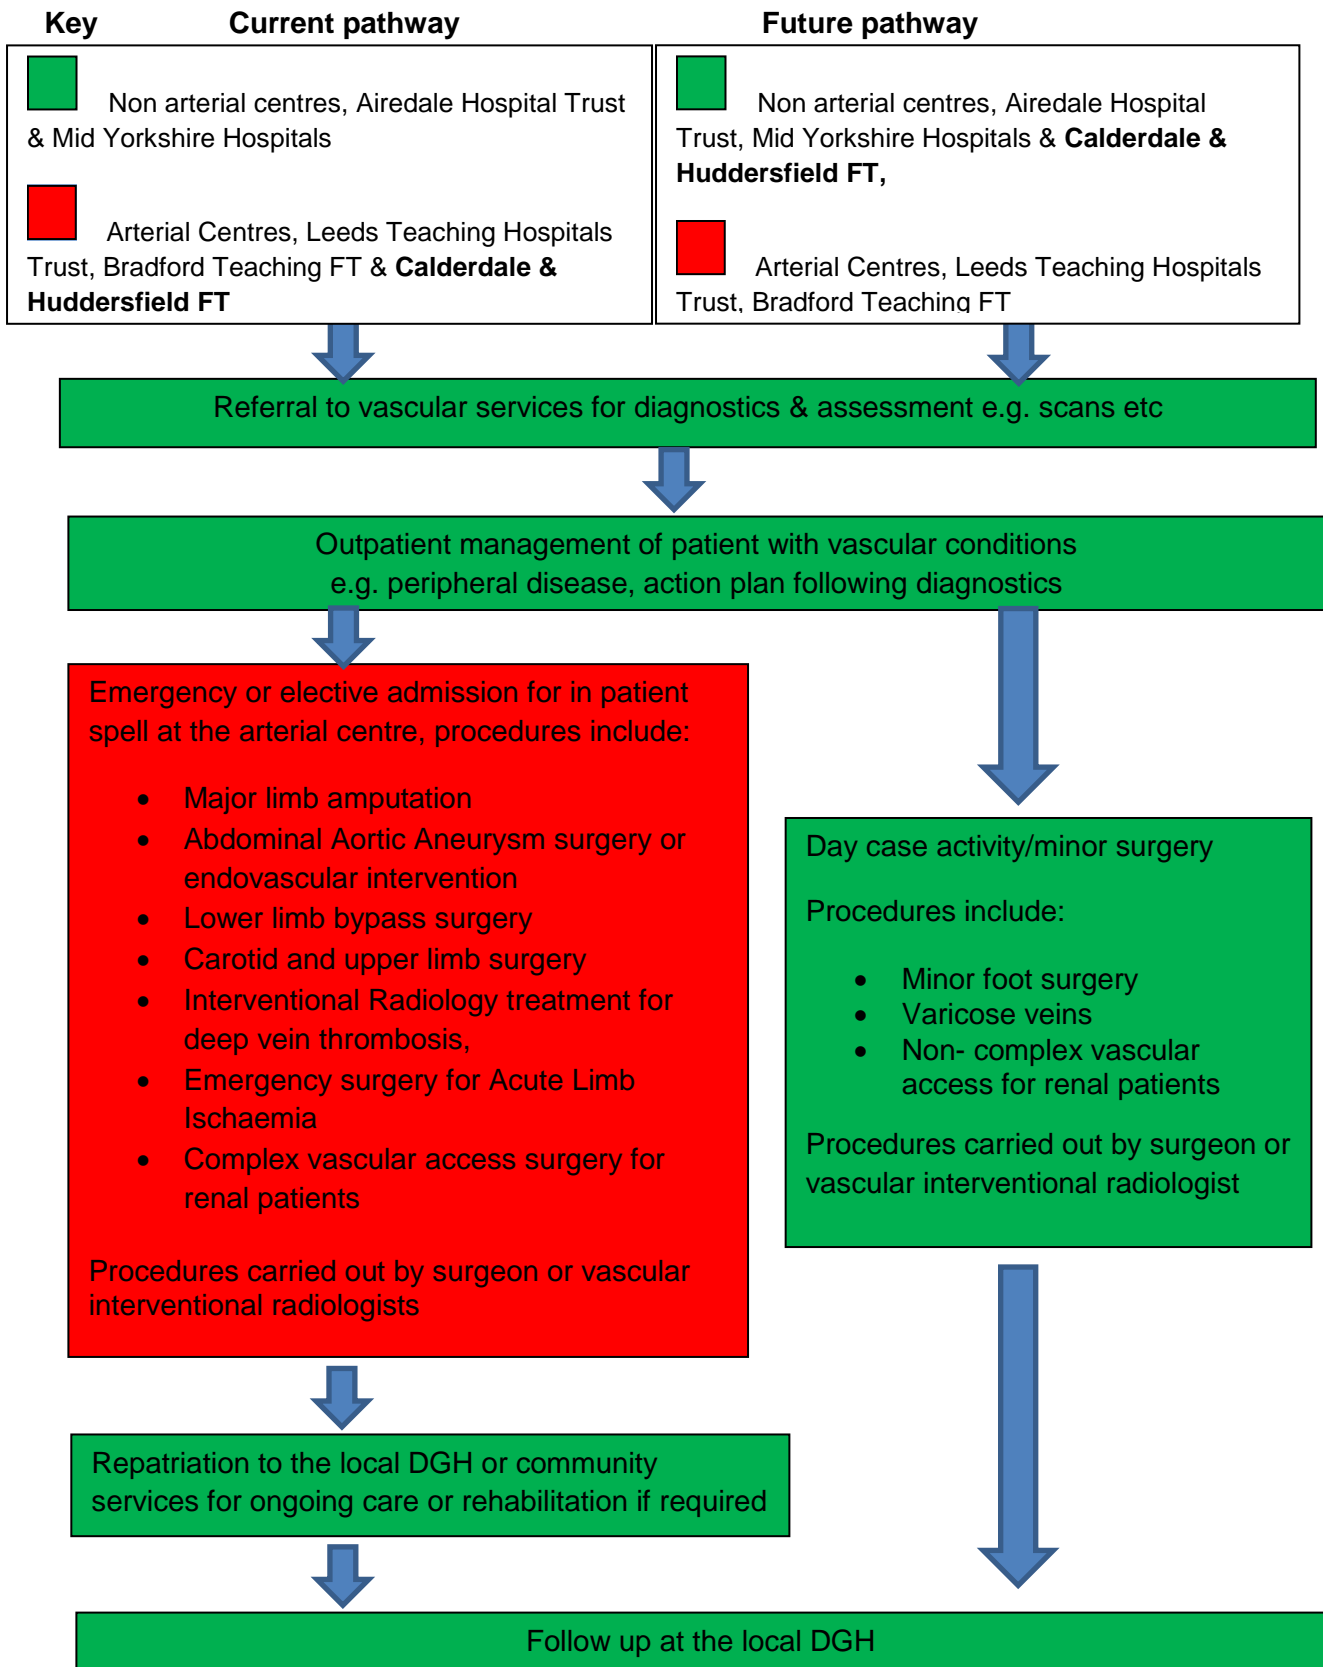 Key Current pathway Future pathway
Non arterial centres, Airedale Hospital Trust
& Mid Yorkshire Hospitals
Arterial Centres, Leeds Teaching Hospitals
Trust, Bradford Teaching FT & Calderdale &
Huddersfield FT
Non arterial centres, Airedale Hospital
Trust, Mid Yorkshire Hospitals & Calderdale &
Huddersfield FT,
Arterial Centres, Leeds Teaching Hospitals
Trust, Bradford Teaching FT
Referral to vascular services for diagnostics & assessment e.g. scans etc
Outpatient management of patient with vascular conditions
e.g. peripheral disease, action plan following diagnostics
Emergency or elective admission for in patient
spell at the arterial centre, procedures include:
• Major limb amputation
• Abdominal Aortic Aneurysm surgery or
endovascular intervention
• Lower limb bypass surgery
• Carotid and upper limb surgery
• Interventional Radiology treatment for
deep vein thrombosis,
• Emergency surgery for Acute Limb
Ischaemia
• Complex vascular access surgery for
renal patients
Procedures carried out by surgeon or vascular
interventional radiologists
Day case activity/minor surgery
Procedures include:
• Minor foot surgery
• Varicose veins
• Non- complex vascular
access for renal patients
Procedures carried out by surgeon or
vascular interventional radiologist
Repatriation to the local DGH or community
services for ongoing care or rehabilitation if required
Follow up at the local DGH